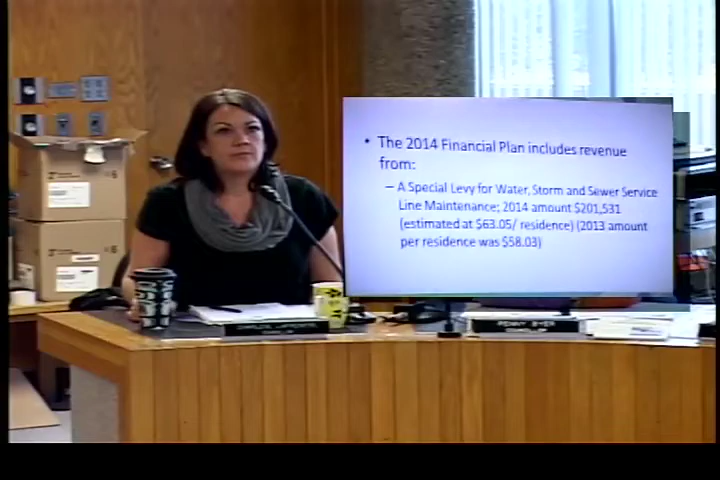 • The 2014 Financial Plan includes revenue
from:
– A Special Levy for Water, Storm and Sewer Service
Line Maintenance; 2014 amount $201,531
(estimated at $63.05/ residence) (2013 amount
per residence was $58.03)
PENNY